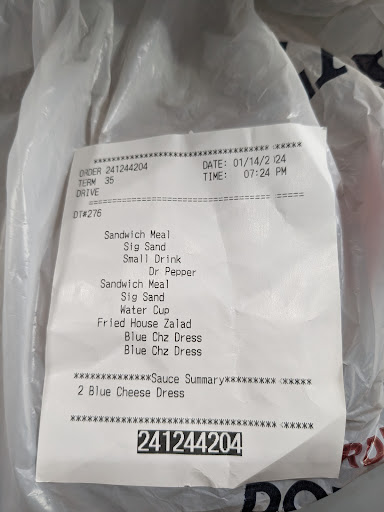 ****************************************
ORDER 241244204 DATE: 01/14/2024
TERM 35 TIME: 07:24 PM
DRIVE
========================================
DT#276
Sandwich Meal
Sig Sand
Small Drink
Dr Pepper
Sandwich Meal
Sig Sand
Water Cup
Fried House Zalad
Blue Chz Dress
Blue Chz Dress
***************Sauce Summary***********
2 Blue Cheese Dress
****************************************
241244204